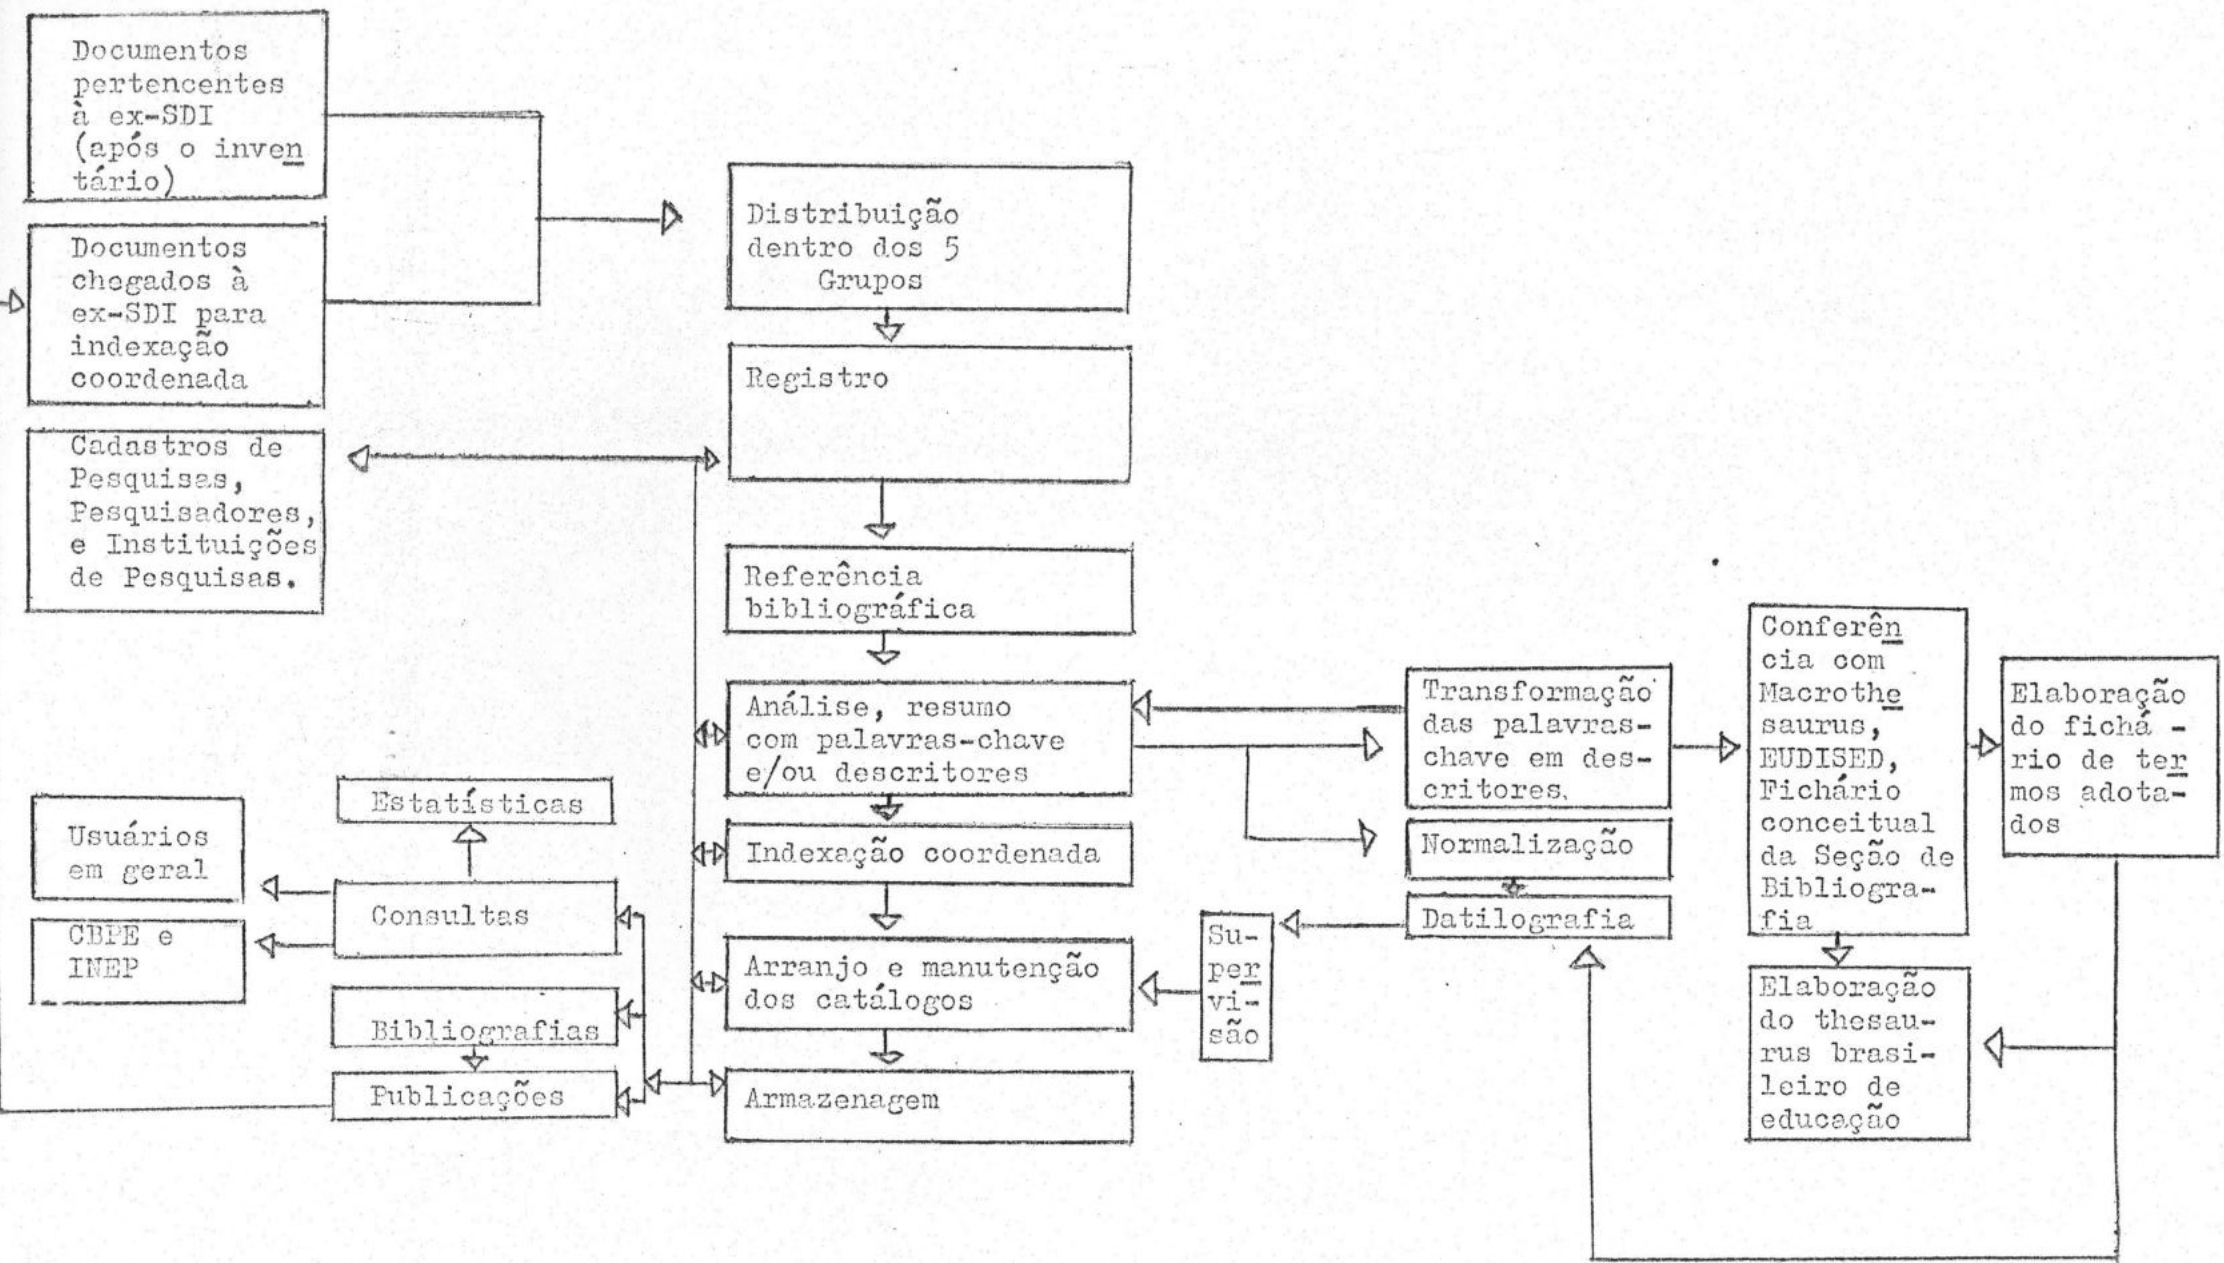 Documentos
pertencentes
à ex-SDI
(após o inven
tário)
Documentos
chegados à
ex-SDI para
indexação
coordenada
Cadastros de
Pesquisas,
Pesquisadores,
e Instituições
de Pesquisas.
Distribuição
dentro dos 5
Grupos
Registro
Referência
bibliográfica
Análise, resumo
com palavras-chave
e/ou descritores
Indexação coordenada
Arranjo e manutenção
dos catálogos
Armazenagem
Estatísticas
Usuários
em geral
Consultas
CBPE e
INEP
Bibliografias
Publicações
Transformação
das palavras-
chave em des-
critores.
Normalização
Datilografia
Su-
per
vi-
são
Conferên
cia com
Macrothe
saurus,
EUDISED,
Fichário
conceitual
da Seção de
Bibliogra-
fia
Elaboração
do fichá -
rio de ter
mos adota-
dos
Elaboração
do thesau-
rus brasi-
leiro de
educação